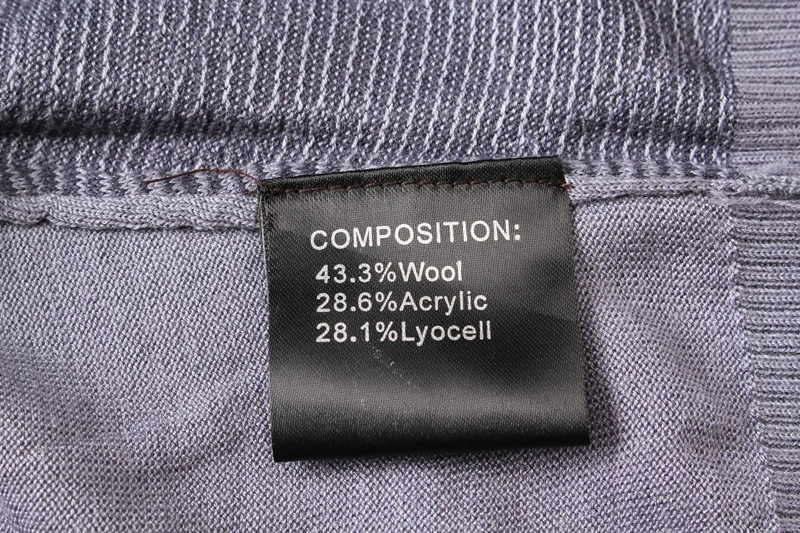 COMPOSITION:
43.3%Wool
28.6%Acrylic
28.1%Lyocell